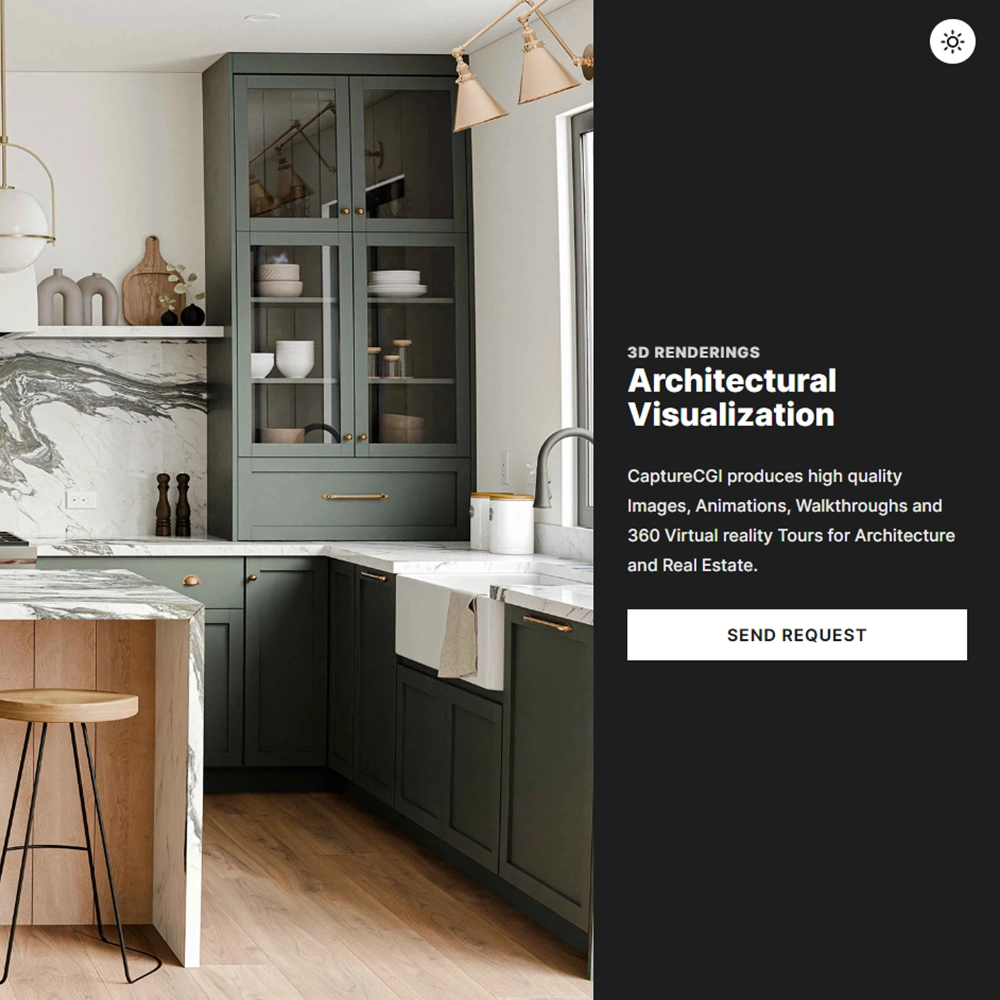 3D RENDERINGS
Architectural
Visualization
CaptureCGI produces high quality
Images, Animations, Walkthroughs and
360 Virtual reality Tours for Architecture
and Real Estate.
SEND REQUEST